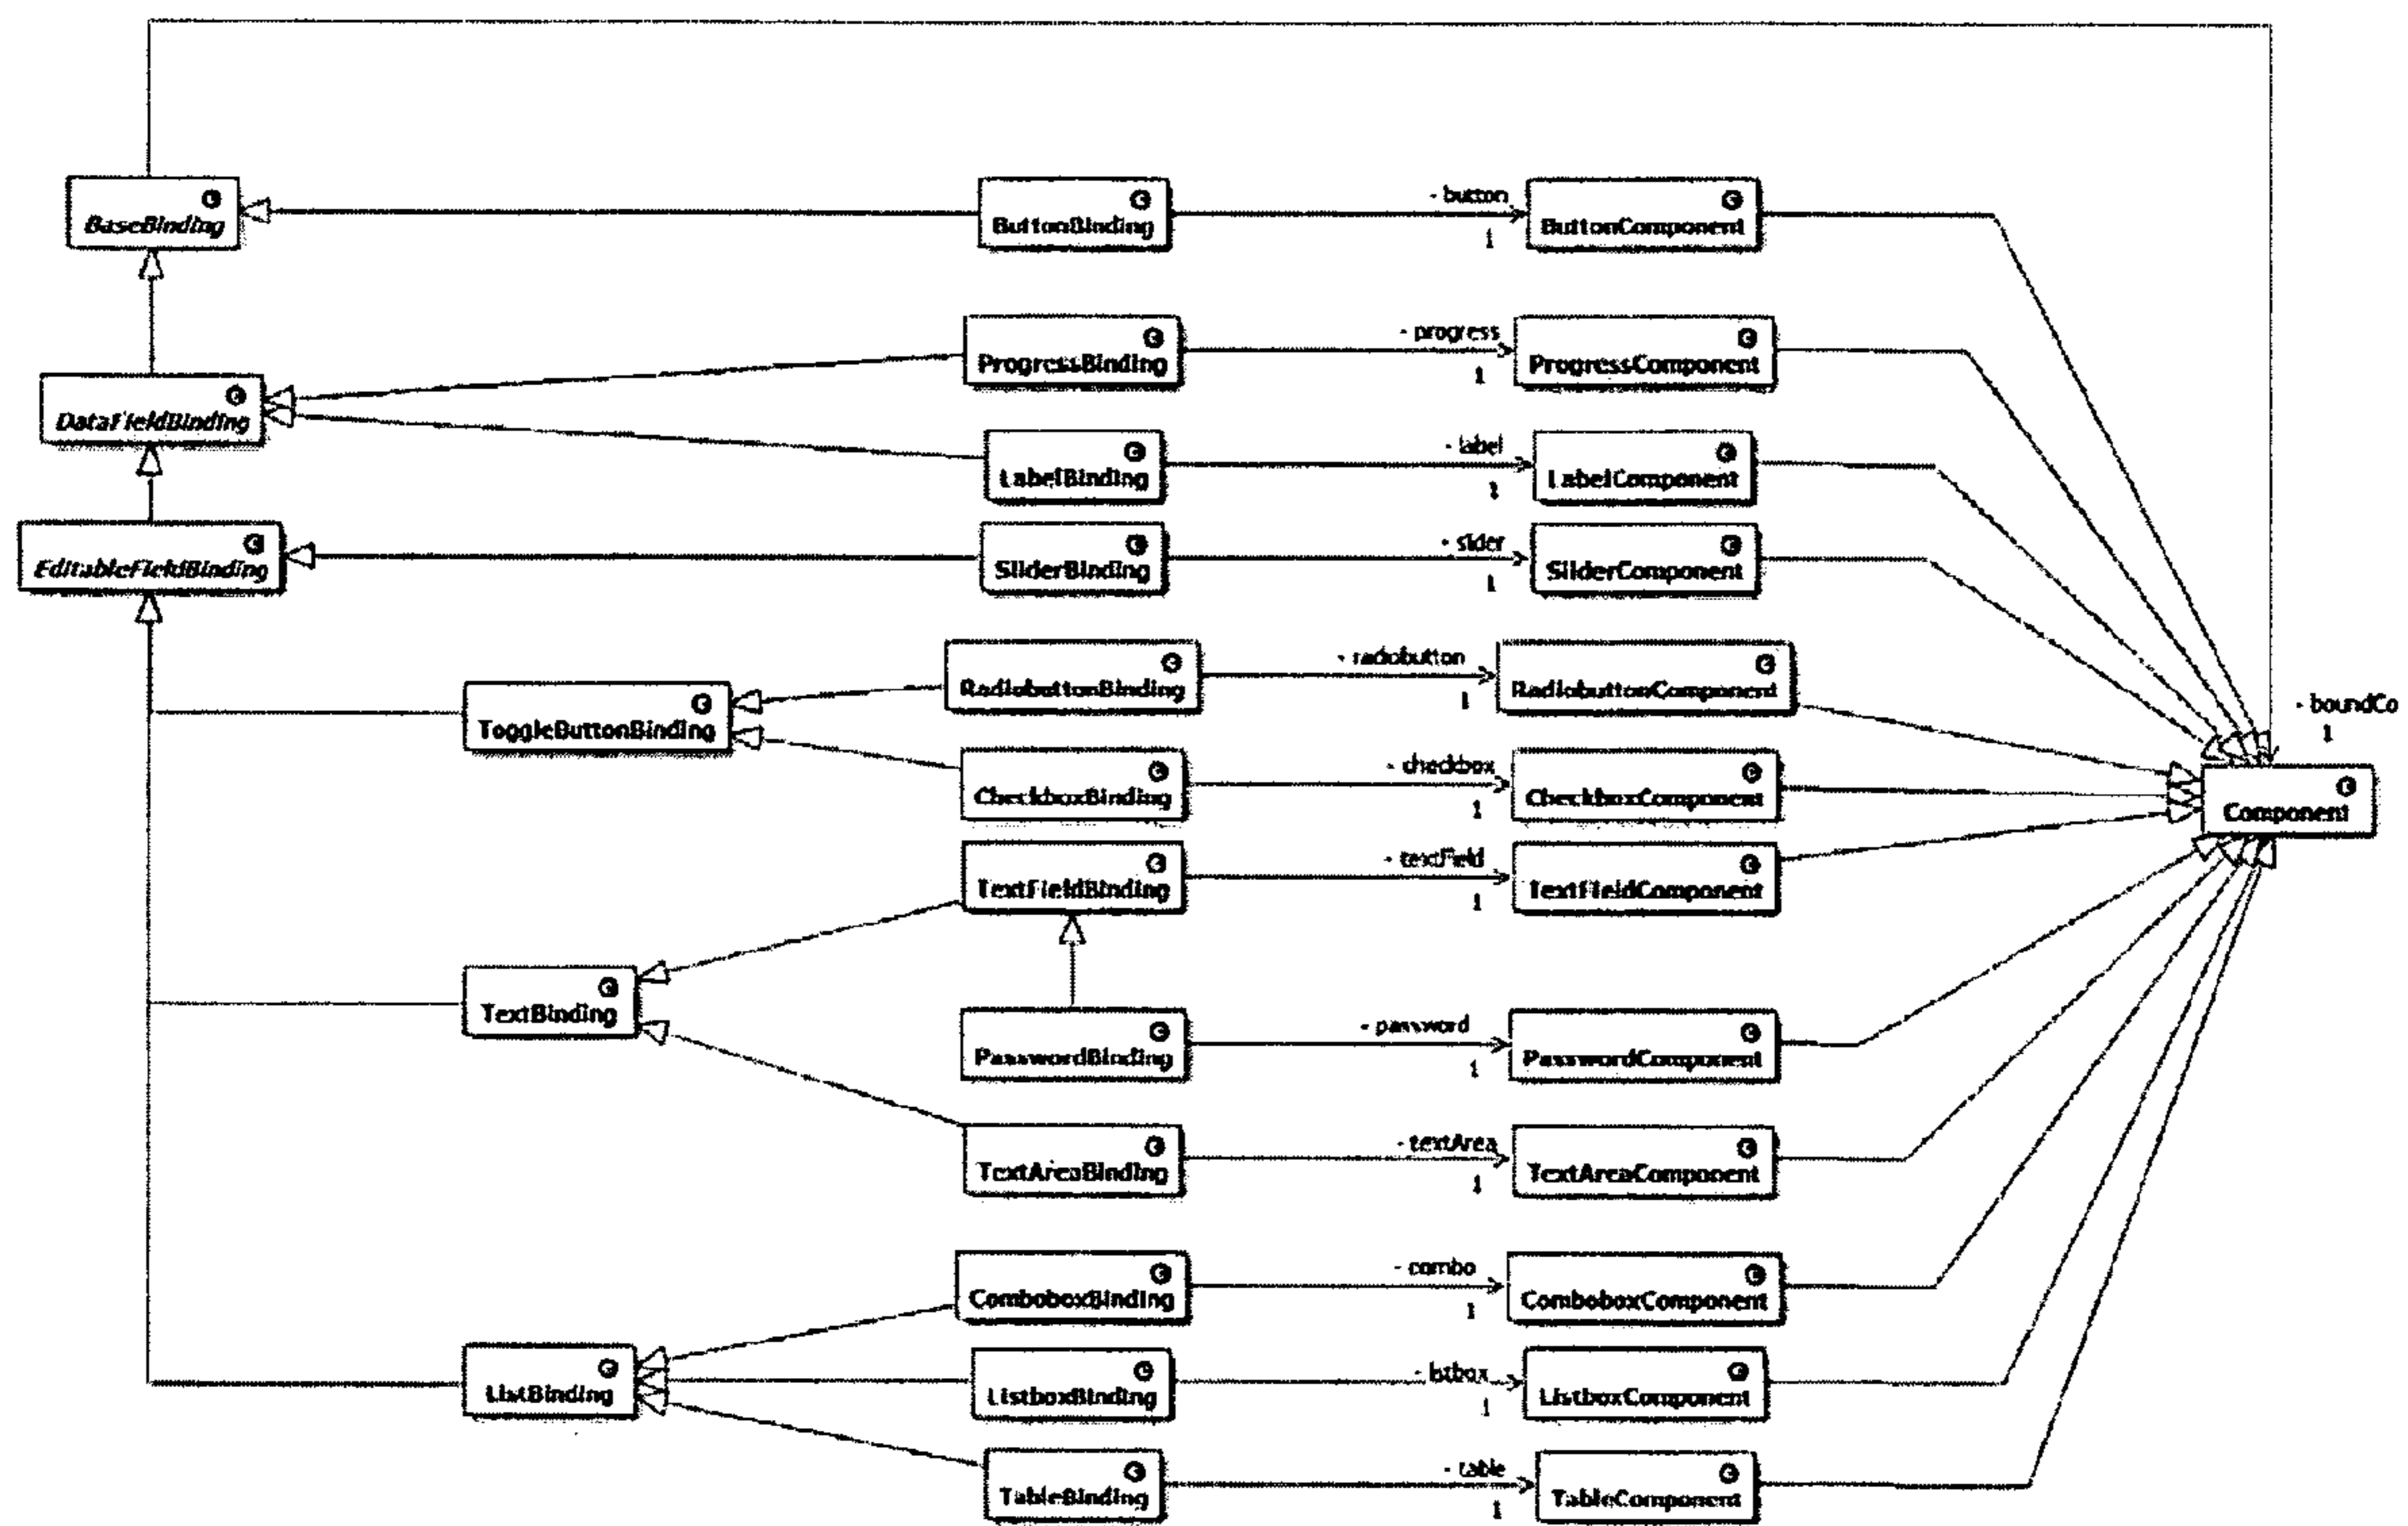 BaseBinding
ButtonBinding
- button
1
ButtonComponent
ProgressBinding
- progress
1
ProgressComponent
DataFieldBinding
LabelBinding
- label
1
LabelComponent
EditableFieldBinding
SliderBinding
- slider
1
SliderComponent
RadiobuttonBinding
- radiobutton
1
RadiobuttonComponent
ToggleButtonBinding
- boundCo
1
CheckboxBinding
- checkbox
1
CheckboxComponent
Component
TextFieldBinding
- textField
1
TextFieldComponent
TextBinding
PasswordBinding
- password
1
PasswordComponent
TextAreaBinding
- textArea
1
TextAreaComponent
ComboboxBinding
- combo
1
ComboboxComponent
ListBinding
ListboxBinding
- listbox
1
ListboxComponent
TableBinding
- table
1
TableComponent